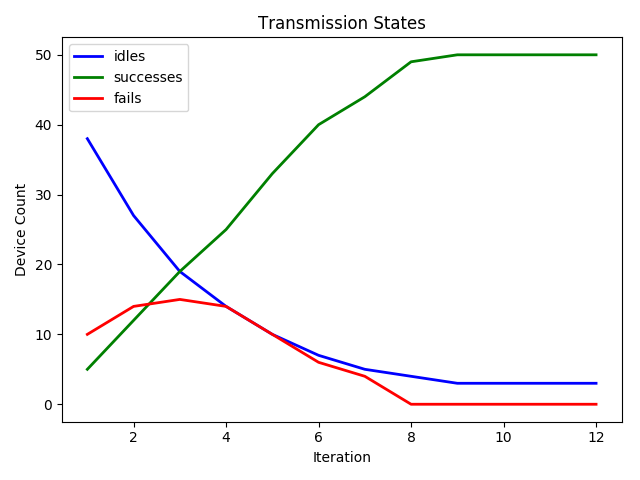 Transmission States
idles
successes
fails
50
40
30
20
10
0
Device Count
2 4 6 8 10 12
Iteration